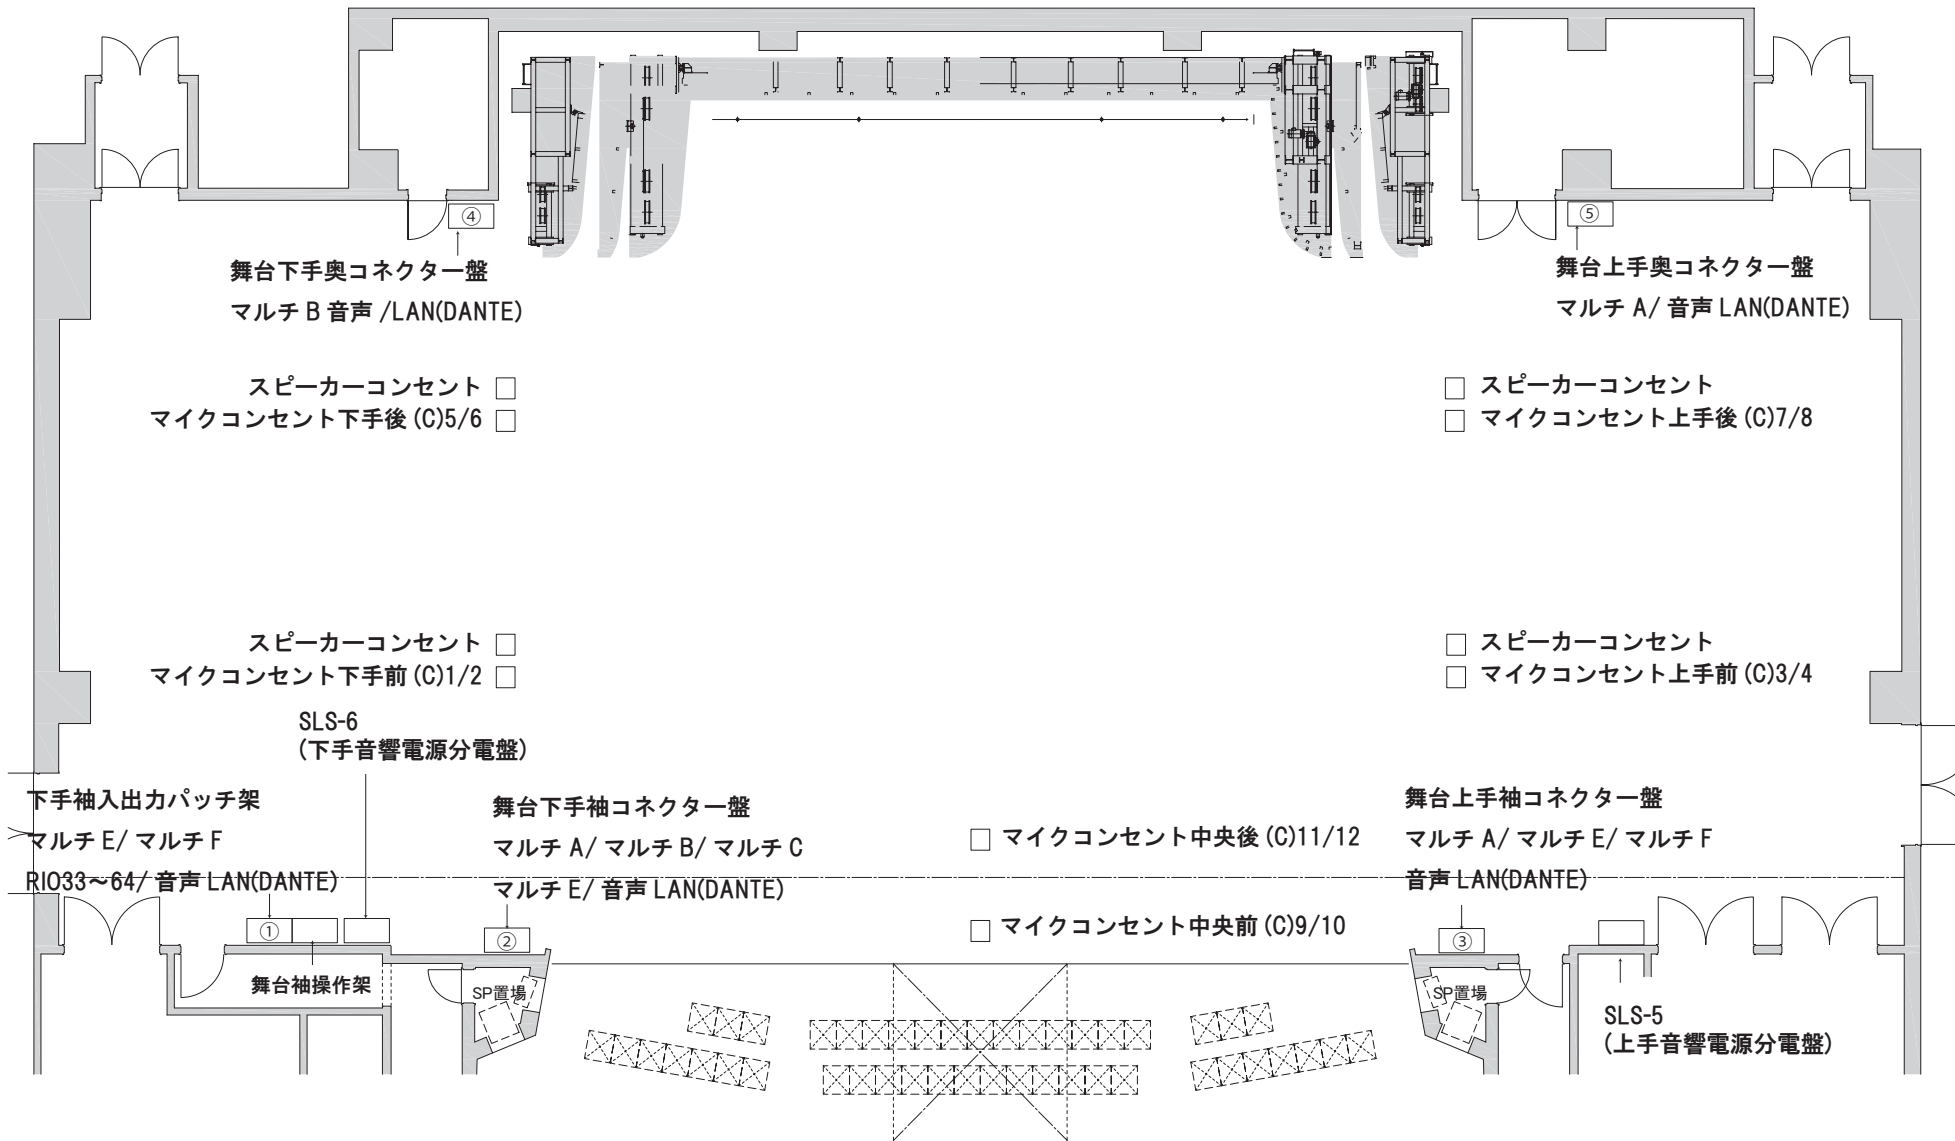 ④
⑤
舞台下手奥コネクター盤
マルチ B 音声 /LAN(DANTE)
舞台上手奥コネクター盤
マルチ A/ 音声 LAN(DANTE)
スピーカーコンセント
マイクコンセント下手後 (C)5/6
スピーカーコンセント
マイクコンセント上手後 (C)7/8
スピーカーコンセント
マイクコンセント下手前 (C)1/2
スピーカーコンセント
マイクコンセント上手前 (C)3/4
SLS-6
(下手音響電源分電盤)
下手袖入出力パッチ架
マルチ E/ マルチ F
RIO33～64/ 音声 LAN(DANTE)
舞台下手袖コネクター盤
マルチ A/ マルチ B/ マルチ C
マルチ E/ 音声 LAN(DANTE)
マイクコンセント中央後 (C)11/12
マイクコンセント中央前 (C)9/10
舞台上手袖コネクター盤
マルチ A/ マルチ E/ マルチ F
音声 LAN(DANTE)
①
②
③
舞台袖操作架
SP置場
SP置場
SLS-5
(上手音響電源分電盤)